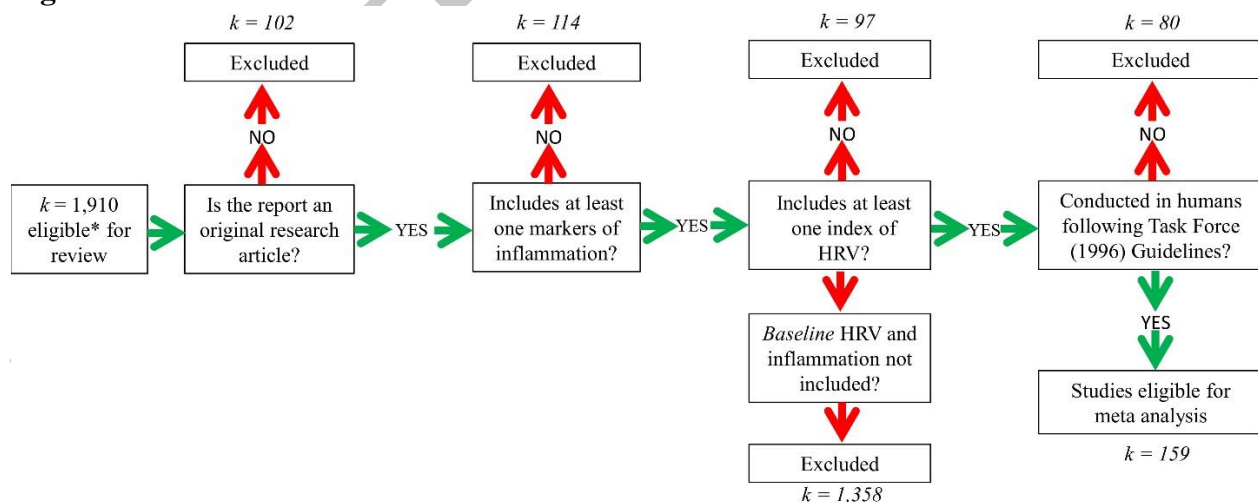 k = 102
k = 114
k = 97
k = 80
Excluded
Excluded
Excluded
Excluded
NO
NO
NO
NO
k = 1,910
eligible* for
review
Is the report an
original research
article?
YES
Includes at least
one markers of
inflammation?
YES
Includes at least
one index of
HRV?
YES
Conducted in humans
following Task Force
(1996) Guidelines?
Baseline HRV and
inflammation not
included?
YES
Studies eligible for
meta analysis
Excluded
k = 159
k = 1,358